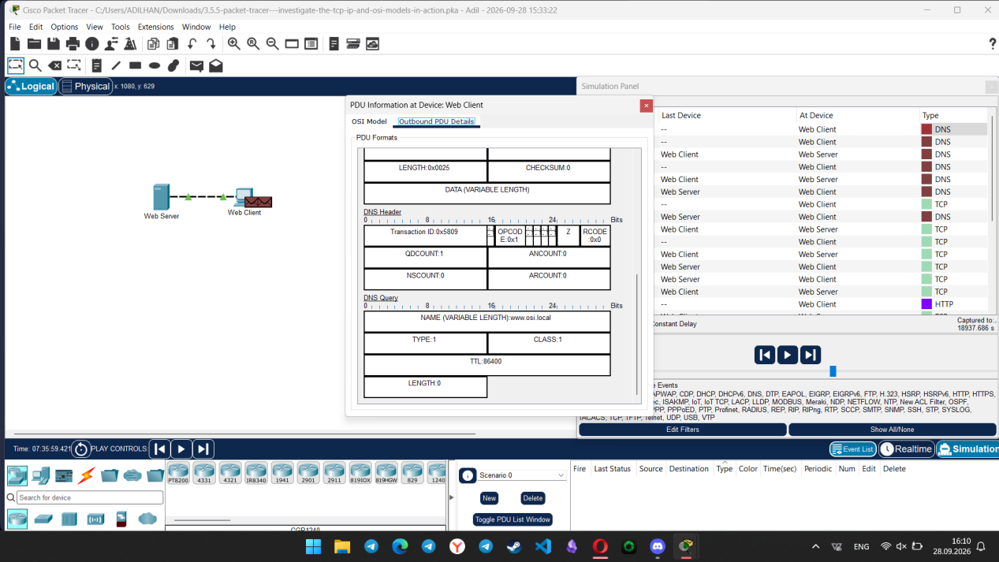 Cisco Packet Tracer - C:/Users/ADILHAN/Downloads/3.5.5-packet-tracer---investigate-the-tcp-ip-and-osi-models-in-action.pka - Adil - 2026-09-28 15:33:22
File Edit Options View Tools Extensions Window Help
?
Logical Physical x: 1080, y: 629
Simulation Panel
PDU Information at Device: Web Client
OSI Model Outbound PDU Details
PDU Formats
LENGTH:0x0025 CHECKSUM:0
DATA (VARIABLE LENGTH)
DNS Header
0 8 16 24 Bits
Transaction ID:0x5809 OPCOD
E:0x1 Z RCODE
:0x0
QDCOUNT:1 ANCOUNT:0
NSCOUNT:0 ARCOUNT:0
DNS Query
0 8 16 24 Bits
NAME (VARIABLE LENGTH):www.osi.local
TYPE:1 CLASS:1
TTL:86400
LENGTH:0
Web Server Web Client
Last Device At Device Type
-- Web Client DNS
-- Web Client DNS
Web Client Web Server DNS
-- Web Client DNS
Web Client Web Server DNS
Web Server Web Client DNS
-- Web Client TCP
Web Server Web Client DNS
Web Client Web Server TCP
-- Web Client TCP
Web Client Web Server TCP
Web Server Web Client TCP
Web Server Web Client TCP
Web Client Web Server TCP
-- Web Client HTTP
Constant Delay Captured to:
18937.686 s
Events
APWAP, CDP, DHCP, DHCPv6, DNS, DTP, EAPOL, EIGRP, EIGRPv6, FTP, H.323, HSRP, HSRPv6, HTTP, HTTPS,
ec, ISAKMP, IoT, IoT TCP, LACP, LLDP, MODBUS, Meraki, NDP, NETFLOW, NTP, New ACL Filter, OSPF,
PPP, PPPoED, PTP, Profinet, RADIUS, REP, RIP, RIPng, RTP, SCCP, SMTP, SNMP, SSH, STP, SYSLOG,
TACACS, TCP, TFTP, Telnet, UDP, USB, VTP
Edit Filters Show All/None
Time: 07:35:59.421 PLAY CONTROLS: Event List Realtime Simulation
PT8200 4331 4321 IR8340 1941 2901 2911 819IOX 819HGW 829 1240
Search for device
CGR1240
Scenario 0
New Delete
Toggle PDU List Window
Fire Last Status Source Destination Type Color Time(sec) Periodic Num Edit Delete
ENG 16:10
28.09.2026